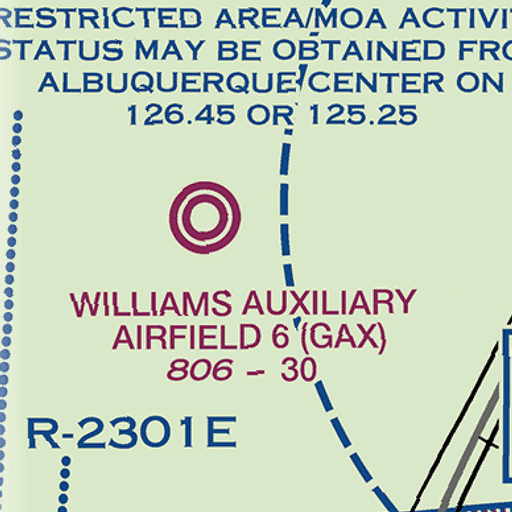 RESTRICTED AREA/MOA ACTIVI
STATUS MAY BE OBTAINED FRO
ALBUQUERQUE CENTER ON
126.45 OR 125.25
WILLIAMS AUXILIARY
AIRFIELD 6 (GAX)
806 – 30
R-2301E